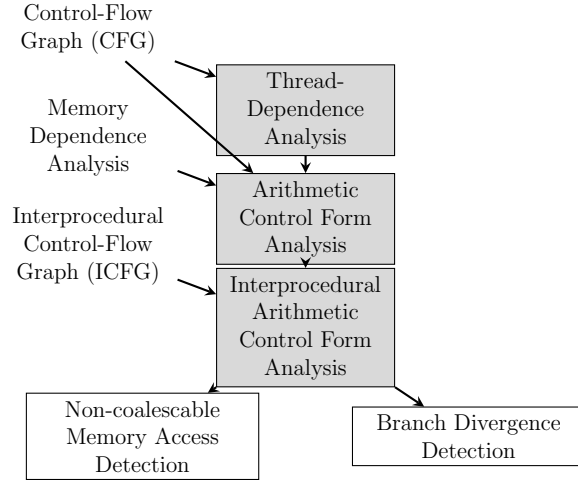 Control-Flow
Graph (CFG)
Thread-
Dependence
Analysis
Memory
Dependence
Analysis
Arithmetic
Control Form
Analysis
Interprocedural
Control-Flow
Graph (ICFG)
Interprocedural
Arithmetic
Control Form
Analysis
Non-coalescable
Memory Access
Detection
Branch Divergence
Detection